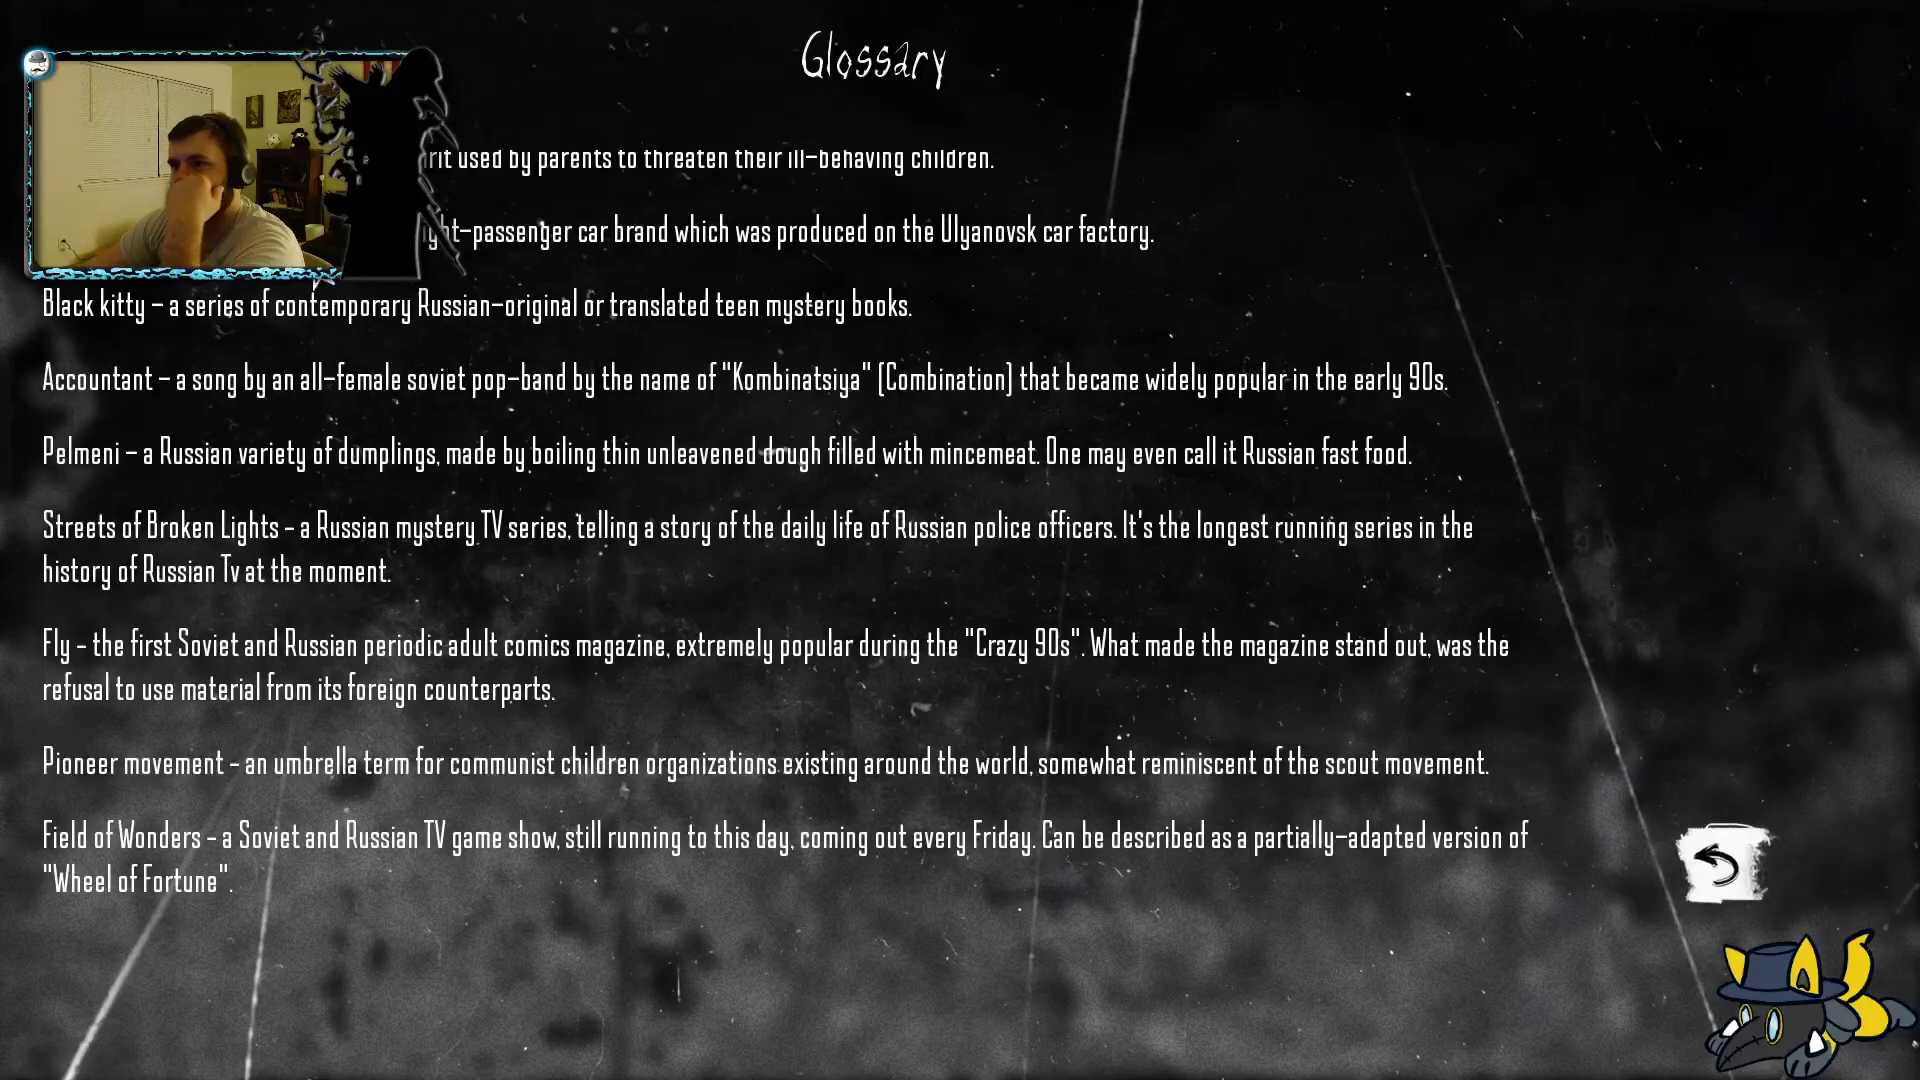 Glossary
used by parents to threaten their ill-behaving children.
-passenger car brand which was produced on the Ulyanovsk car factory.
Black kitty - a series of contemporary Russian-original or translated teen mystery books.
Accountant - a song by an all-female soviet pop-band by the name of "Kombinatsiya" (Combination) that became widely popular in the early 90s.
Pelmeni - a Russian variety of dumplings, made by boiling thin unleavened dough filled with mincemeat. One may even call it Russian fast food.
Streets of Broken Lights - a Russian mystery TV series, telling a story of the daily life of Russian police officers. It's the longest running series in the
history of Russian Tv at the moment.
Fly - the first Soviet and Russian periodic adult comics magazine, extremely popular during the "Crazy 90s". What made the magazine stand out, was the
refusal to use material from its foreign counterparts.
Pioneer movement - an umbrella term for communist children organizations existing around the world, somewhat reminiscent of the scout movement.
Field of Wonders - a Soviet and Russian TV game show, still running to this day, coming out every Friday. Can be described as a partially-adapted version of
"Wheel of Fortune".